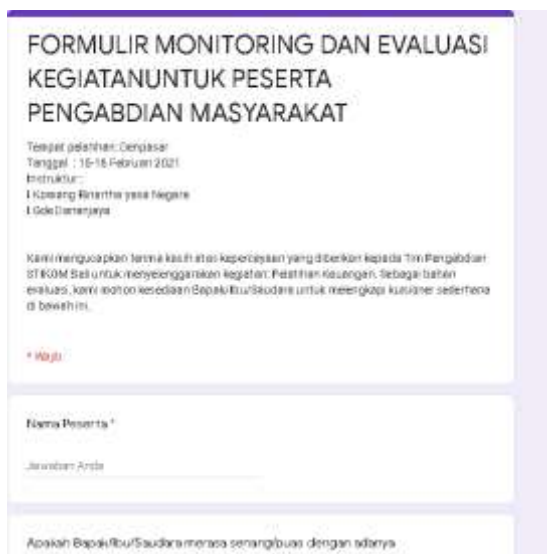 FORMULIR MONITORING DAN EVALUASI
KEGIATANUNTUK PESERTA
PENGABDIAN MASYARAKAT
Tempat pelatihan: Denpasar
Tanggal : 15-16 Februari 2021
Instruktur :
I Komang Rinartha yasa Negara
I Gde Darmanjaya
Kami mengucapkan terima kasih atas kepercayaan yang diberikan kepada Tim Pengabdian
STIKOM Bali untuk menyelenggarakan kegiatan: Pelatihan Keuangan. Sebagai bahan
evaluasi, kami mohon kesediaan Bapak/Ibu/Saudara untuk melengkapi kuisioner sederhana
di bawah ini.
* Wajib
Nama Peserta *
Jawaban Anda
Apakah Bapak/Ibu/Saudara merasa senang/puas dengan adanya